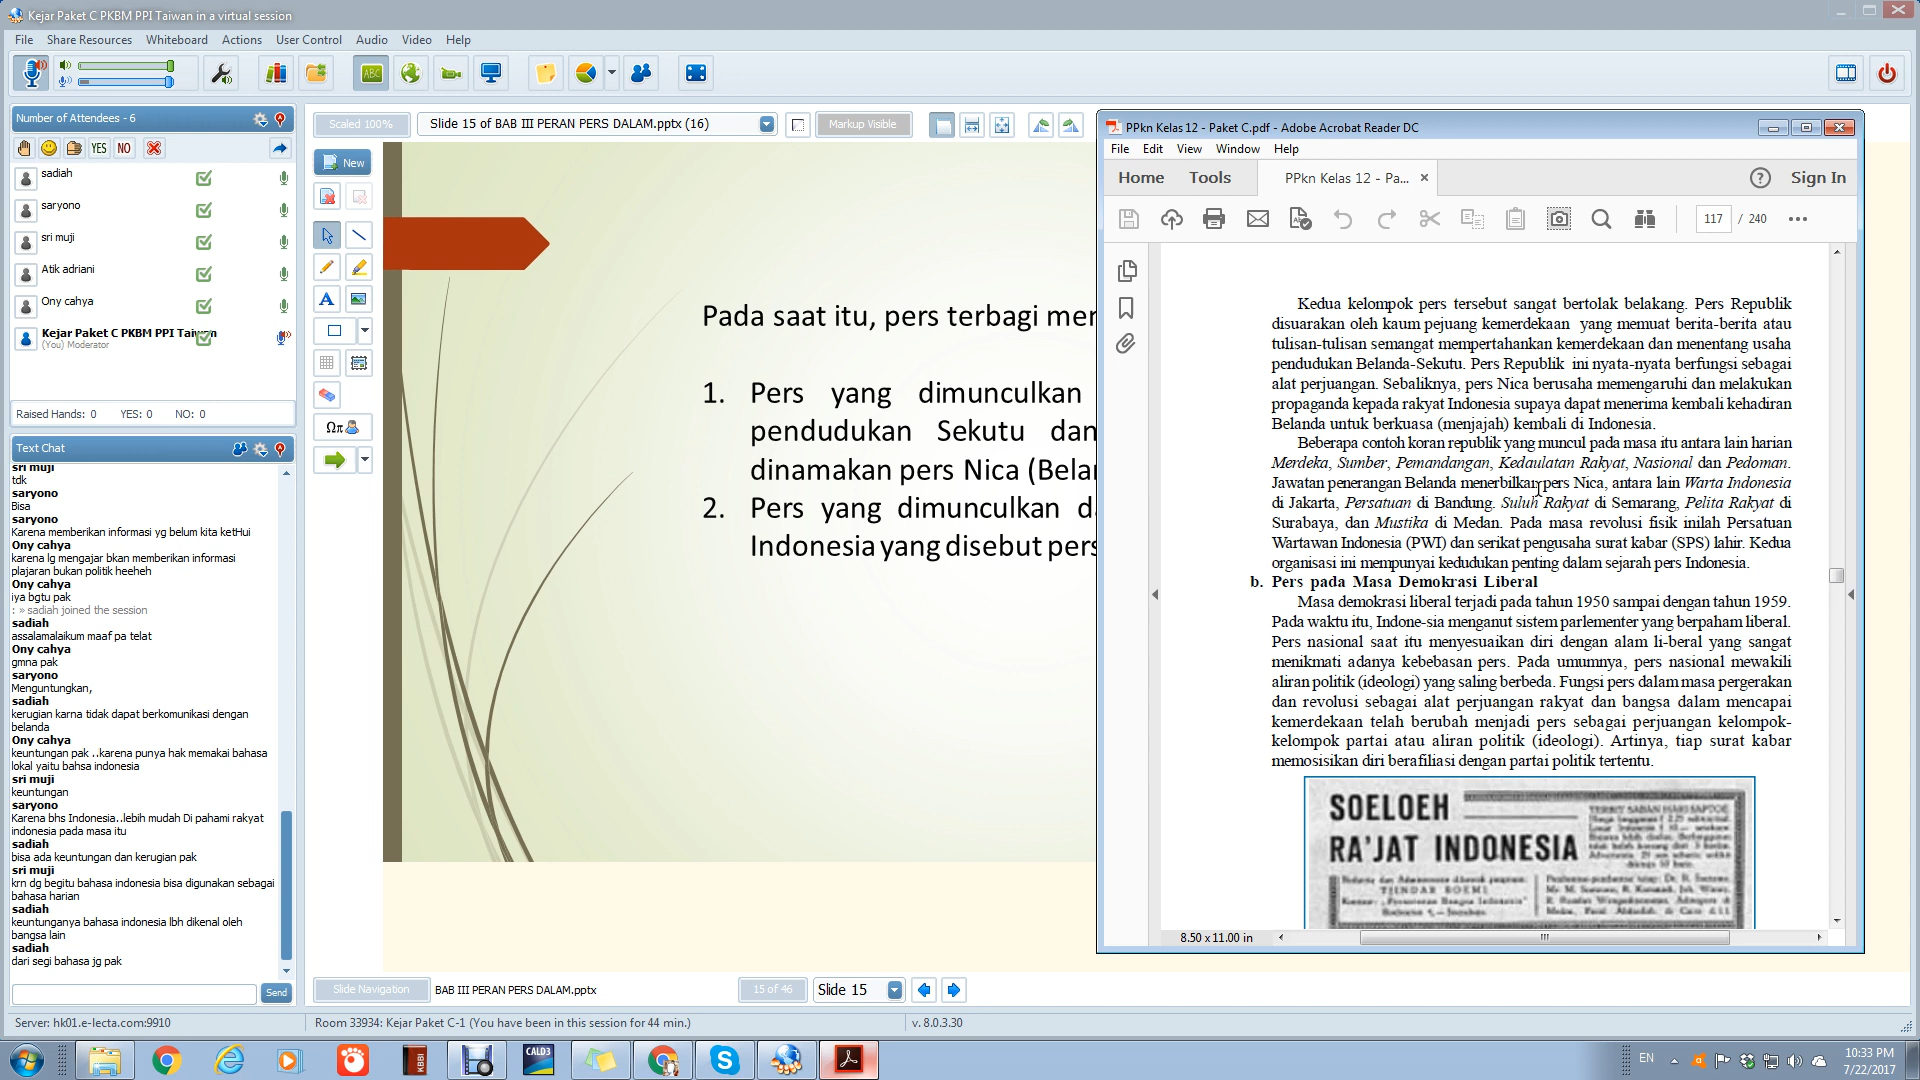 Kejar Paket C PKBM PPI Taiwan in a virtual session
File Share Resources Whiteboard Actions User Control Audio Video Help
Number of Attendees - 6
YES NO
sadiah
saryono
sri muji
Atik adriani
Ony cahya
Kejar Paket C PKBM PPI Taiwan
(You) Moderator
Raised Hands: 0 YES: 0 NO: 0
Text Chat
sri muji
tdk
saryono
Bisa
saryono
Karena memberikan informasi yg belum kita ketHui
Ony cahya
karena lg mengajar bkan memberikan informasi
plajaran bukan politik heeheh
Ony cahya
iya bgtu pak
: » sadiah joined the session
sadiah
assalamalaikum maaf pa telat
Ony cahya
gmna pak
saryono
Menguntungkan,
sadiah
kerugian karna tidak dapat berkomunikasi dengan
belanda
Ony cahya
keuntungan pak ..karena punya hak memakai bahasa
lokal yaitu bahsa indonesia
sri muji
keuntungan
saryono
Karena bhs Indonesia..lebih mudah Di pahami rakyat
indonesia pada masa itu
sadiah
bisa ada keuntungan dan kerugian pak
sri muji
krn dg begitu bahasa indonesia bisa digunakan sebagai
bahasa harian
sadiah
keuntunganya bahasa indonesia lbh dikenal oleh
bangsa lain
sadiah
dari segi bahasa jg pak
Send
Scaled 100%
Slide 15 of BAB III PERAN PERS DALAM.pptx (16)
Markup Visible
New
A
Ωπ
Pada saat itu, pers terbagi men
1. Pers yang dimunculkan
pendudukan Sekutu dan
dinamakan pers Nica (Belan
2. Pers yang dimunculkan da
Indonesia yang disebut pers
Slide Navigation
BAB III PERAN PERS DALAM.pptx
15 of 46
Slide 15
Server: hk01.e-lecta.com:9910
Room 33934: Kejar Paket C-1 (You have been in this session for 44 min.)
v. 8.0.3.30
PPkn Kelas 12 - Paket C.pdf - Adobe Acrobat Reader DC
File Edit View Window Help
Home Tools
PPkn Kelas 12 - Pa... ×
Sign In
117 / 240
Kedua kelompok pers tersebut sangat bertolak belakang. Pers Republik
disuarakan oleh kaum pejuang kemerdekaan yang memuat berita-berita atau
tulisan-tulisan semangat mempertahankan kemerdekaan dan menentang usaha
pendudukan Belanda-Sekutu. Pers Republik ini nyata-nyata berfungsi sebagai
alat perjuangan. Sebaliknya, pers Nica berusaha memengaruhi dan melakukan
propaganda kepada rakyat Indonesia supaya dapat menerima kembali kehadiran
Belanda untuk berkuasa (menjajah) kembali di Indonesia.
Beberapa contoh koran republik yang muncul pada masa itu antara lain harian
Merdeka, Sumber, Pemandangan, Kedaulatan Rakyat, Nasional dan Pedoman.
Jawatan penerangan Belanda menerbilkan pers Nica, antara lain Warta Indonesia
di Jakarta, Persatuan di Bandung. Suluh Rakyat di Semarang, Pelita Rakyat di
Surabaya, dan Mustika di Medan. Pada masa revolusi fisik inilah Persatuan
Wartawan Indonesia (PWI) dan serikat pengusaha surat kabar (SPS) lahir. Kedua
organisasi ini mempunyai kedudukan penting dalam sejarah pers Indonesia.
b. Pers pada Masa Demokrasi Liberal
Masa demokrasi liberal terjadi pada tahun 1950 sampai dengan tahun 1959.
Pada waktu itu, Indone-sia menganut sistem parlementer yang berpaham liberal.
Pers nasional saat itu menyesuaikan diri dengan alam li-beral yang sangat
menikmati adanya kebebasan pers. Pada umumnya, pers nasional mewakili
aliran politik (ideologi) yang saling berbeda. Fungsi pers dalam masa pergerakan
dan revolusi sebagai alat perjuangan rakyat dan bangsa dalam mencapai
kemerdekaan telah berubah menjadi pers sebagai perjuangan kelompok-
kelompok partai atau aliran politik (ideologi). Artinya, tiap surat kabar
memosisikan diri berafiliasi dengan partai politik tertentu.
SOELOEH
RA'JAT INDONESIA
8.50 x 11.00 in
KBBI
CALD3
EN
10:33 PM
7/22/2017